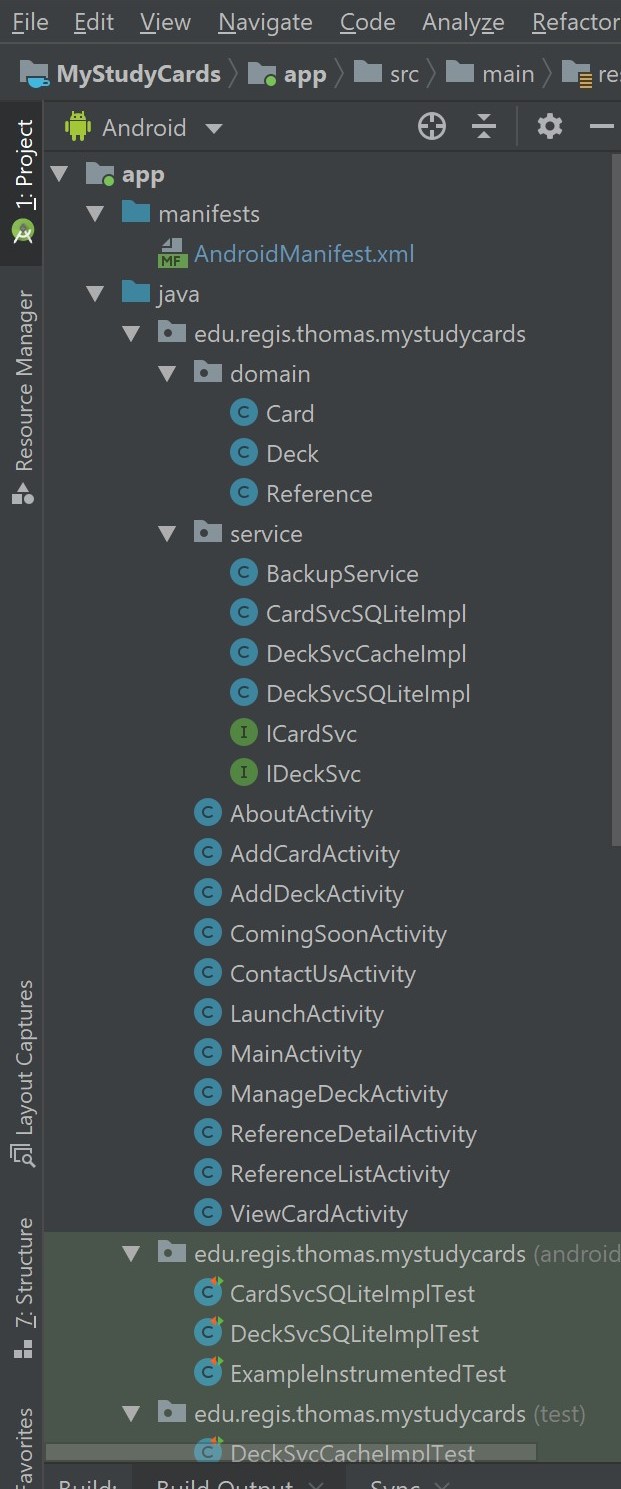 File Edit View Navigate Code Analyze Refactor
MyStudyCards app src main re
Android
1: Project
Resource Manager
Layout Captures
7: Structure
Favorites
app
manifests
MF AndroidManifest.xml
java
edu.regis.thomas.mystudycards
domain
C Card
C Deck
C Reference
service
C BackupService
C CardSvcSQLiteImpl
C DeckSvcCacheImpl
C DeckSvcSQLiteImpl
I ICardSvc
I IDeckSvc
C AboutActivity
C AddCardActivity
C AddDeckActivity
C ComingSoonActivity
C ContactUsActivity
C LaunchActivity
C MainActivity
C ManageDeckActivity
C ReferenceDetailActivity
C ReferenceListActivity
C ViewCardActivity
edu.regis.thomas.mystudycards (android
C CardSvcSQLiteImplTest
C DeckSvcSQLiteImplTest
C ExampleInstrumentedTest
edu.regis.thomas.mystudycards (test)
C DeckSvcCacheImplTest
Build: Build Output Sync